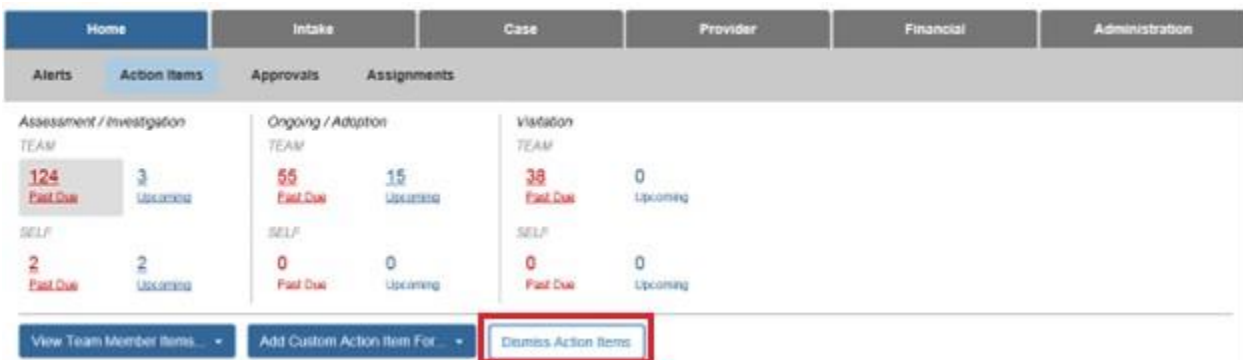 Home Intake Case Provider Financial Administration
Alerts Action Items Approvals Assignments
Assessment / Investigation Ongoing / Adoption Visitation
TEAM TEAM TEAM
124 3 55 15 38 0
Past Due Upcoming Past Due Upcoming Past Due Upcoming
SELF SELF SELF
2 2 0 0 0 0
Past Due Upcoming Past Due Upcoming Past Due Upcoming
View Team Member Items... Add Custom Action Item For... Dismiss Action Items